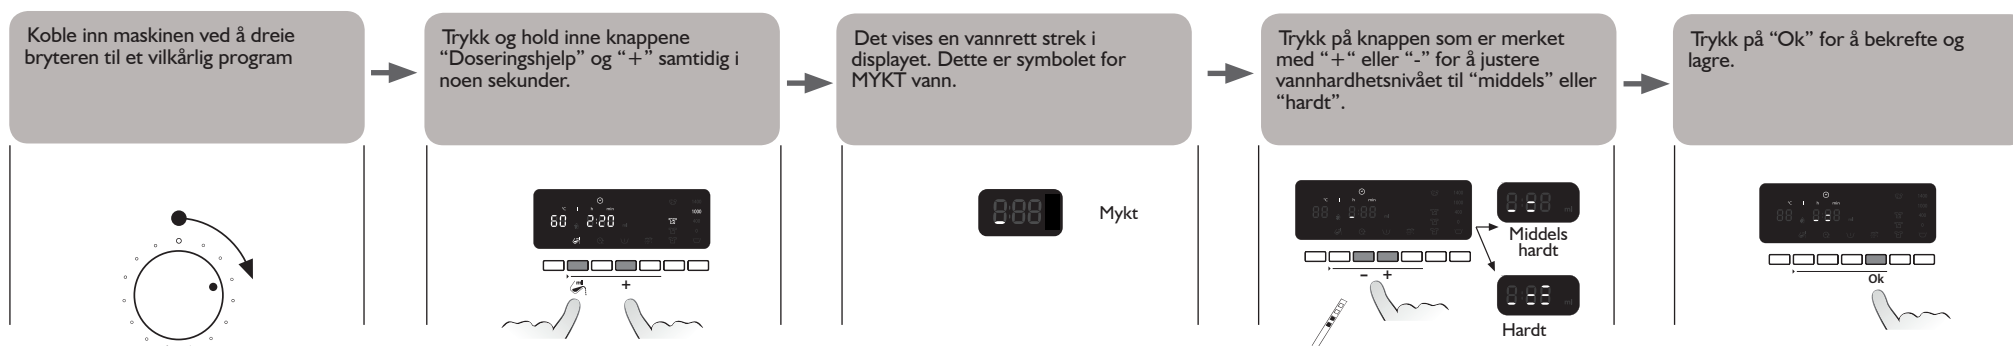 Koble inn maskinen ved å dreie
bryteren til et vilkårlig program
Trykk og hold inne knappene
“Doseringshjelp” og “+” samtidig i
noen sekunder.
Det vises en vannrett strek i
displayet. Dette er symbolet for
MYKT vann.
Trykk på knappen som er merket
med “+“ eller “-” for å justere
vannhardhetsnivået til “middels” eller
“hardt”.
Trykk på “Ok” for å bekrefte og
lagre.
°C h min
60 2:20
1000
+
Mykt
°C h min
- +
Middels
hardt
Hardt
°C h min
Ok